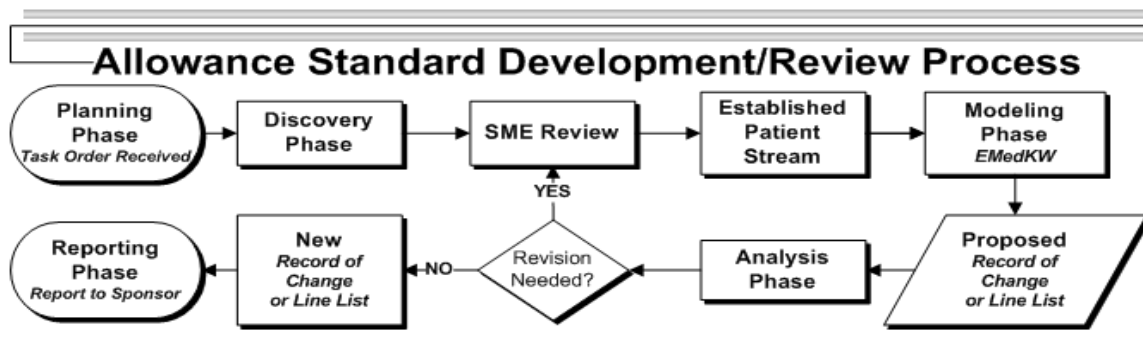 Allowance Standard Development/Review Process
Planning
Phase
Task Order Received
Discovery
Phase
SME Review
Established
Patient
Stream
Modeling
Phase
EMedKW
YES
Reporting
Phase
Report to Sponsor
New
Record of
Change
or Line List
NO
Revision
Needed?
Analysis
Phase
Proposed
Record of
Change
or Line List